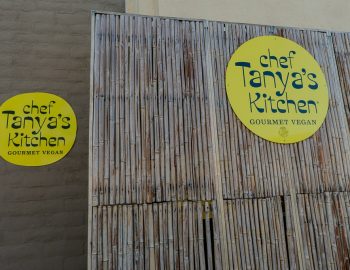 chef
Tanya's
Kitchen
GOURMET VEGAN
chef
Tanya's
Kitchen
GOURMET VEGAN